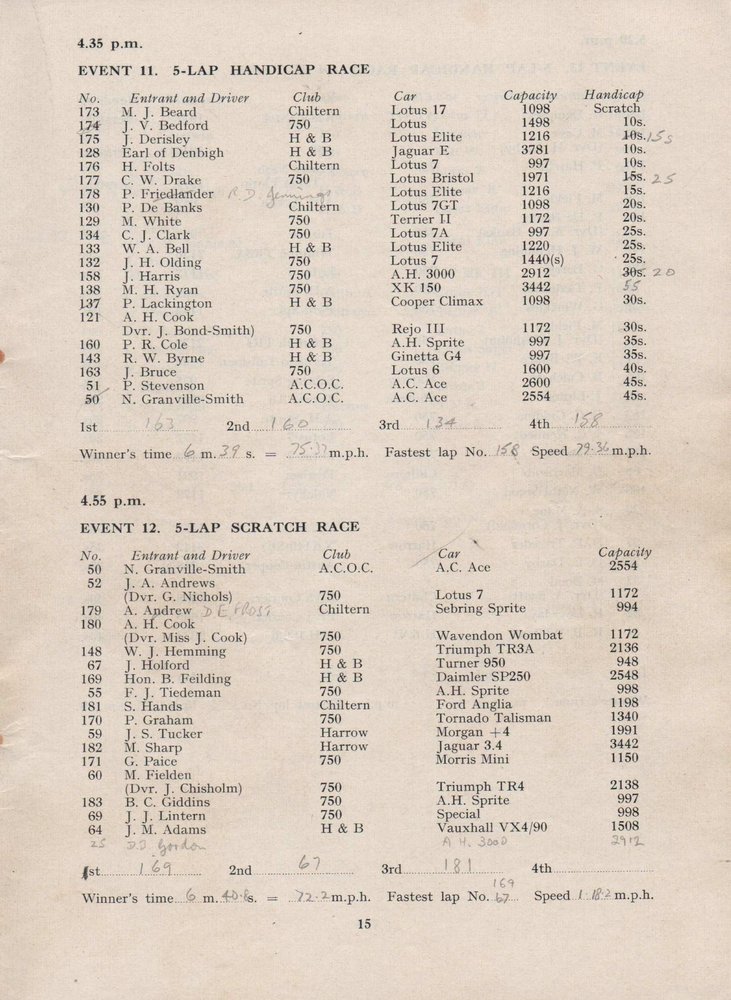 4.35 p.m.
EVENT 11. 5-LAP HANDICAP RACE
No. Entrant and Driver Club Car Capacity Handicap
173 M. J. Beard Chiltern Lotus 17 1098 Scratch
174 J. V. Bedford 750 Lotus 1498 10s.
175 J. Derisley H & B Lotus Elite 1216 10s. 15s
128 Earl of Denbigh H & B Jaguar E 3781 10s.
176 H. Folts Chiltern Lotus 7 997 10s.
177 C. W. Drake 750 Lotus Bristol 1971 15s. 25
178 P. Friedlander R.D. Jennings Lotus Elite 1216 15s.
130 P. De Banks Chiltern Lotus 7GT 1098 20s.
129 M. White 750 Terrier II 1172 20s.
134 C. J. Clark 750 Lotus 7A 997 25s.
133 W. A. Bell H & B Lotus Elite 1220 25s.
132 J. H. Olding 750 Lotus 7 1440(s) 25s.
158 J. Harris 750 A.H. 3000 2912 30s. 20
138 M. H. Ryan 750 XK 150 3442 55
137 P. Lackington H & B Cooper Climax 1098 30s.
121 A. H. Cook
Dvr. J. Bond-Smith) 750 Rejo III 1172 30s.
160 P. R. Cole H & B A.H. Sprite 997 35s.
143 R. W. Byrne H & B Ginetta G4 997 35s.
163 J. Bruce 750 Lotus 6 1600 40s.
51 P. Stevenson A.C.O.C. A.C. Ace 2600 45s.
50 N. Granville-Smith A.C.O.C. A.C. Ace 2554 45s.
1st 163 2nd 160 3rd 134 4th 158
Winner's time 6 m. 39 s. = 75.33 m.p.h. Fastest lap No. 158 Speed 79.36 m.p.h.
4.55 p.m.
EVENT 12. 5-LAP SCRATCH RACE
No. Entrant and Driver Club Car Capacity
50 N. Granville-Smith A.C.O.C. A.C. Ace 2554
52 J. A. Andrews
(Dvr. G. Nichols) 750 Lotus 7 1172
179 A. Andrew D E FROST Chiltern Sebring Sprite 994
180 A. H. Cook
(Dvr. Miss J. Cook) 750 Wavendon Wombat 1172
148 W. J. Hemming 750 Triumph TR3A 2136
67 J. Holford H & B Turner 950 948
169 Hon. B. Feilding H & B Daimler SP250 2548
55 F. J. Tiedeman 750 A.H. Sprite 998
181 S. Hands Chiltern Ford Anglia 1198
170 P. Graham 750 Tornado Talisman 1340
59 J. S. Tucker Harrow Morgan +4 1991
182 M. Sharp Harrow Jaguar 3.4 3442
171 G. Paice 750 Morris Mini 1150
60 M. Fielden
(Dvr. J. Chisholm) 750 Triumph TR4 2138
183 B. C. Giddins 750 A.H. Sprite 997
69 J. J. Lintern 750 Special 998
64 J. M. Adams H & B Vauxhall VX4/90 1508
25 D.B. Gordon A H. 3000 2912
1st 169 2nd 67 3rd 181 4th
169
Winner's time 6 m. 40.8 s. = 72.2 m.p.h. Fastest lap No. 67 Speed 1.18.2 m.p.h.
15